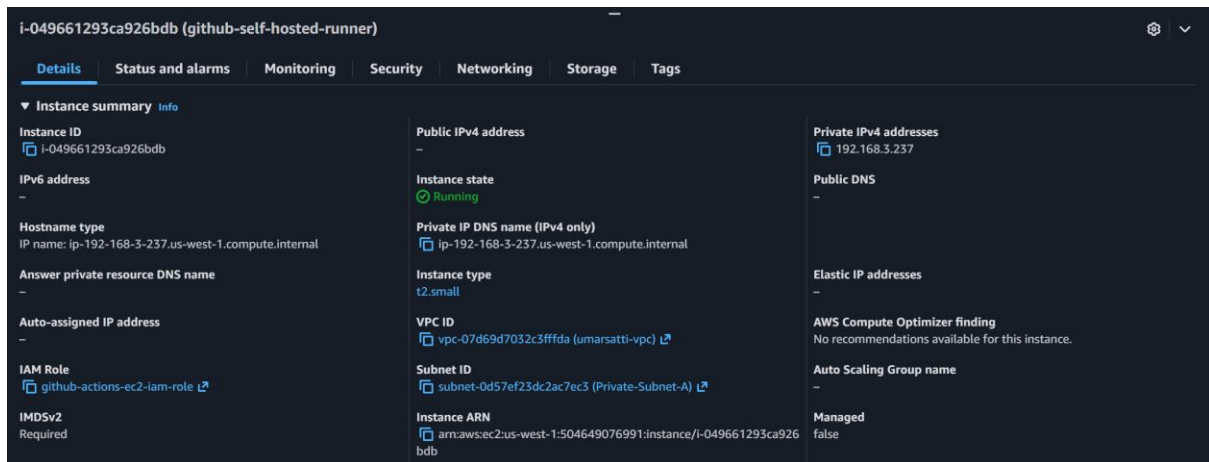 i-049661293ca926bdb (github-self-hosted-runner)
Details
Status and alarms
Monitoring
Security
Networking
Storage
Tags
▼ Instance summary Info
Instance ID
i-049661293ca926bdb
Public IPv4 address
–
Private IPv4 addresses
192.168.3.237
IPv6 address
–
Instance state
Running
Public DNS
–
Hostname type
IP name: ip-192-168-3-237.us-west-1.compute.internal
Private IP DNS name (IPv4 only)
ip-192-168-3-237.us-west-1.compute.internal
Answer private resource DNS name
–
Instance type
t2.small
Elastic IP addresses
–
Auto-assigned IP address
–
VPC ID
vpc-07d69d7032c3fffda (umarsatti-vpc)
AWS Compute Optimizer finding
No recommendations available for this instance.
IAM Role
github-actions-ec2-iam-role
Subnet ID
subnet-0d57ef23dc2ac7ec3 (Private-Subnet-A)
Auto Scaling Group name
–
IMDSv2
Required
Instance ARN
arn:aws:ec2:us-west-1:504649076991:instance/i-049661293ca926
bdb
Managed
false